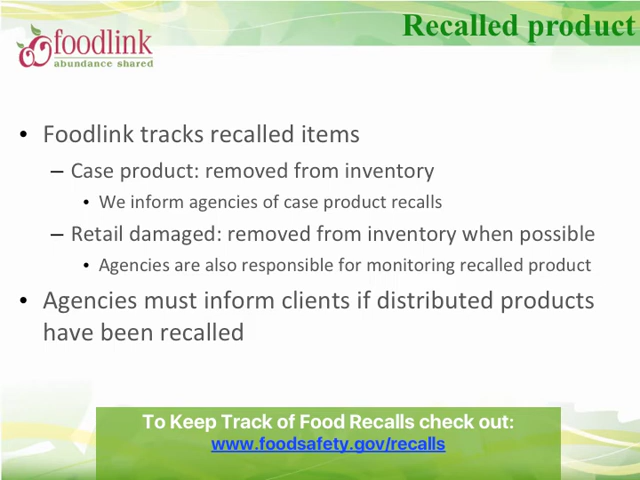 Recalled product
foodlink
abundance shared
• Foodlink tracks recalled items
– Case product: removed from inventory
• We inform agencies of case product recalls
– Retail damaged: removed from inventory when possible
• Agencies are also responsible for monitoring recalled product
• Agencies must inform clients if distributed products
have been recalled
To Keep Track of Food Recalls check out:
www.foodsafety.gov/recalls